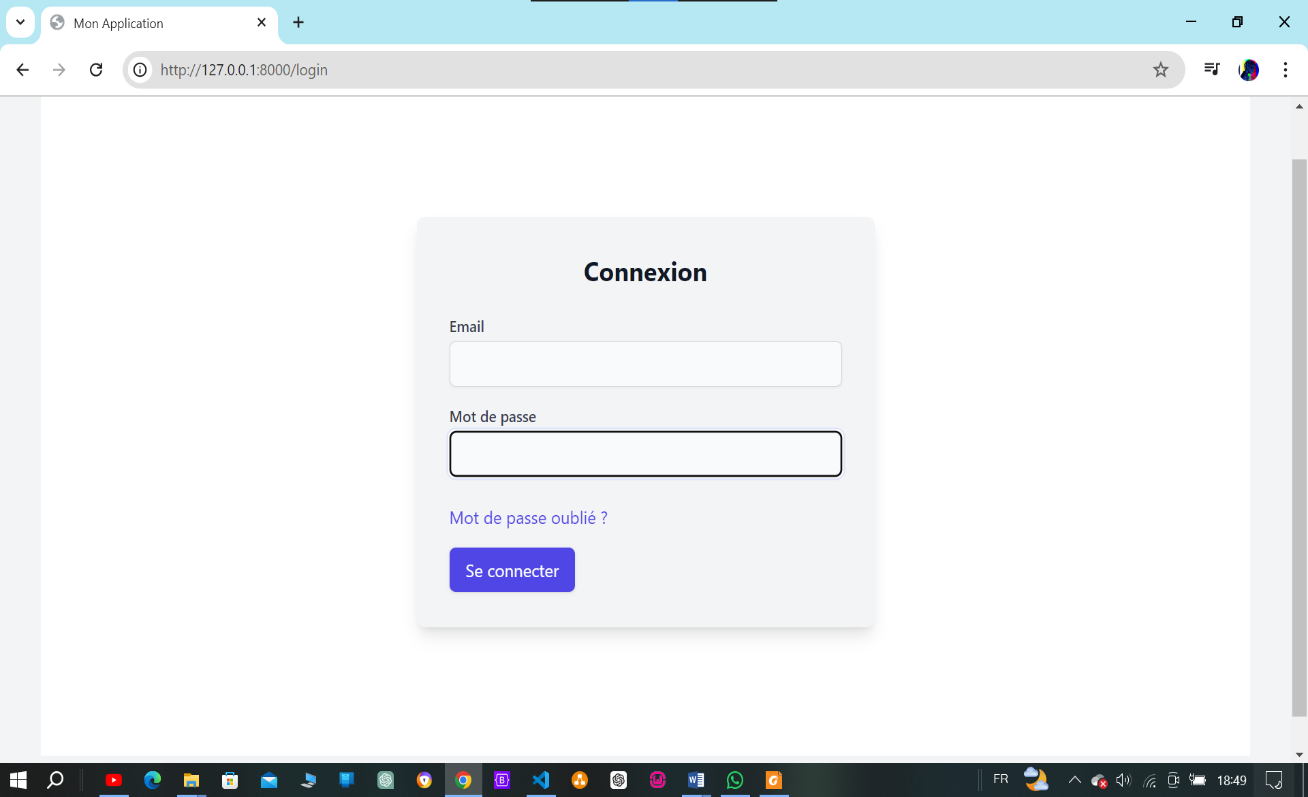 Mon Application
http://127.0.0.1:8000/login
Connexion
Email
Mot de passe
Mot de passe oublié ?
Se connecter
FR
18:49